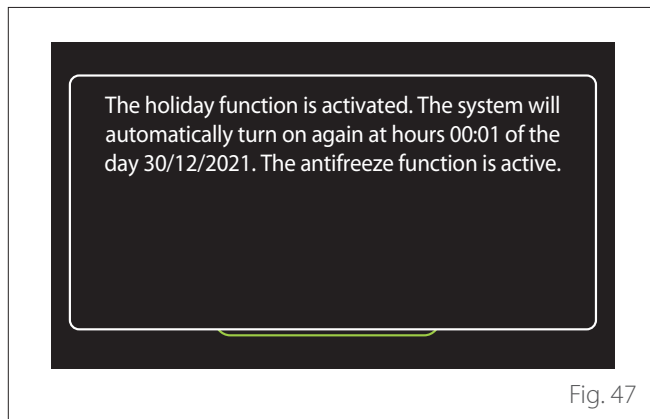 The holiday function is activated. The system will
automatically turn on again at hours 00:01 of the
day 30/12/2021. The antifreeze function is active.
Fig. 47